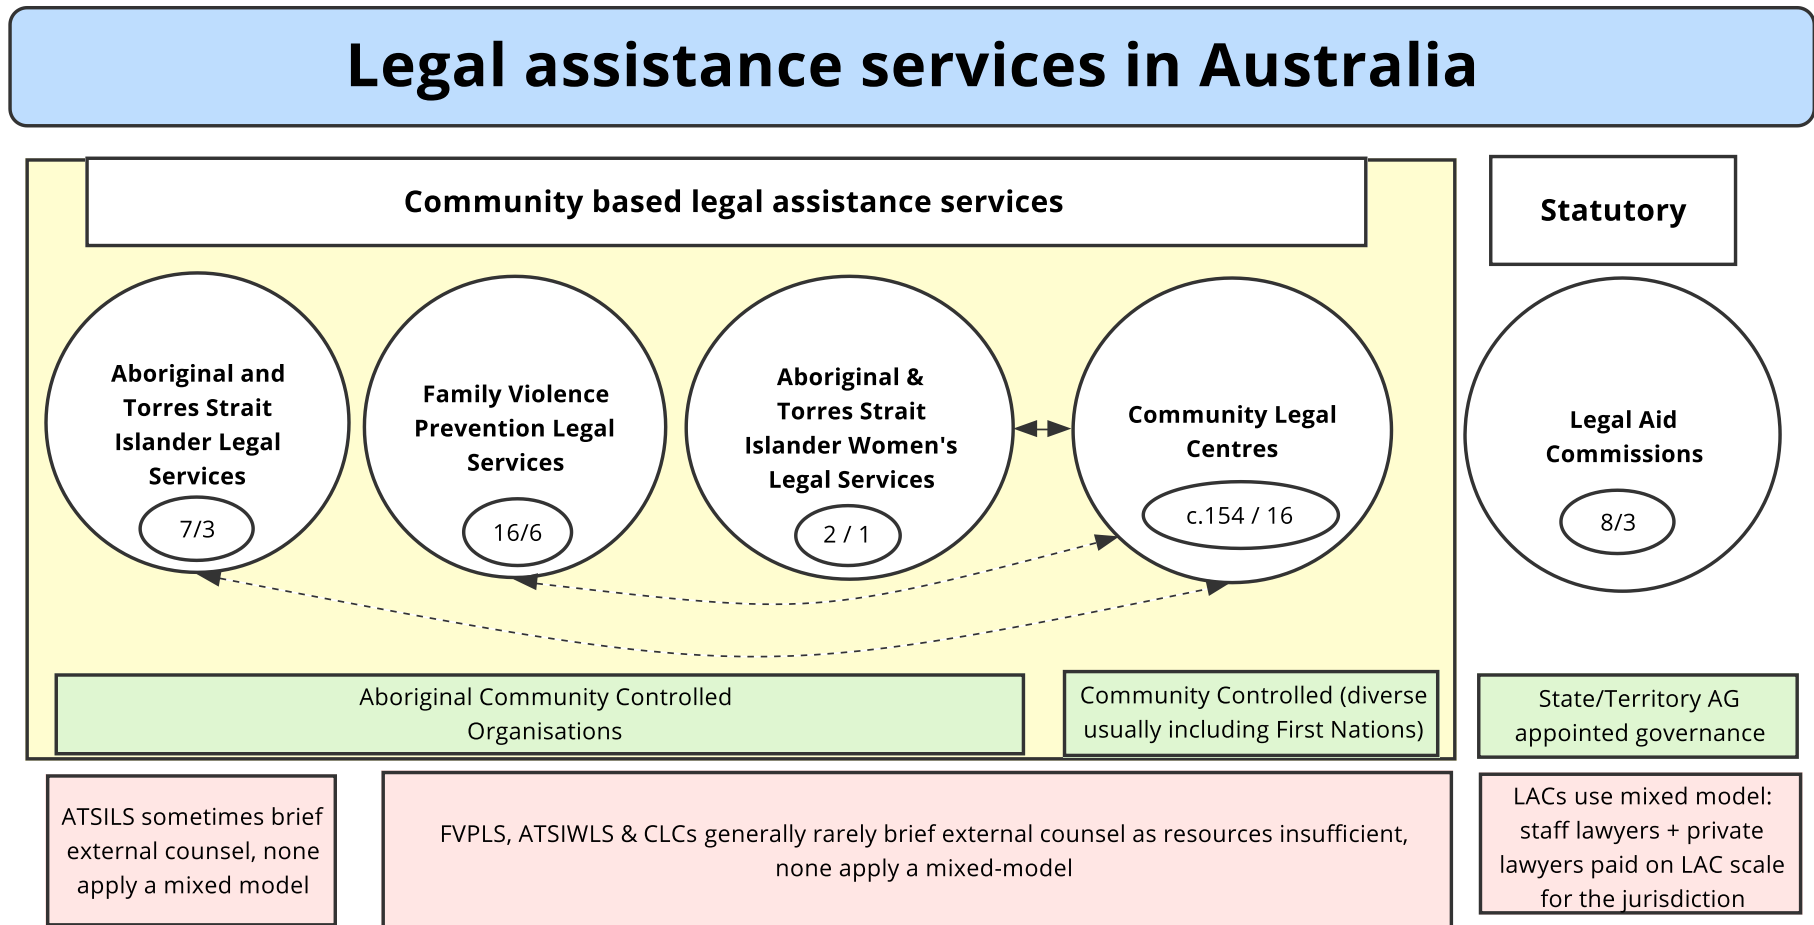 Legal assistance services in Australia
Community based legal assistance services
Statutory
Aboriginal and
Torres Strait
Islander Legal
Services
7/3
Family Violence
Prevention Legal
Services
16/6
Aboriginal &
Torres Strait
Islander Women's
Legal Services
2 / 1
Community Legal
Centres
c.154 / 16
Legal Aid
Commissions
8/3
Aboriginal Community Controlled
Organisations
Community Controlled (diverse
usually including First Nations)
State/Territory AG
appointed governance
ATSILS sometimes brief
external counsel, none
apply a mixed model
FVPLS, ATSIWLS & CLCs generally rarely brief external counsel as resources insufficient,
none apply a mixed-model
LACs use mixed model:
staff lawyers + private
lawyers paid on LAC scale
for the jurisdiction